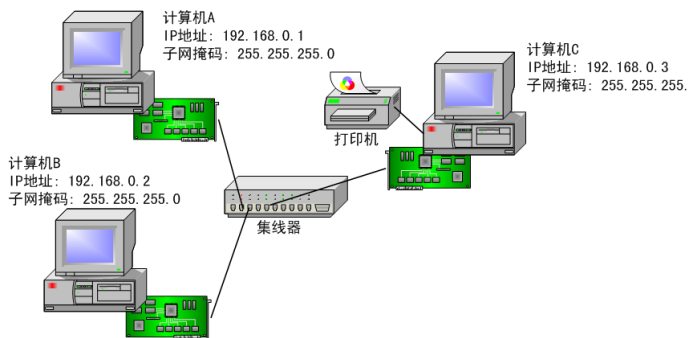 计算机A
IP地址: 192.168.0.1
子网掩码: 255.255.255.0
计算机C
IP地址: 192.168.0.3
子网掩码: 255.255.255.
打印机
计算机B
IP地址: 192.168.0.2
子网掩码: 255.255.255.0
集线器